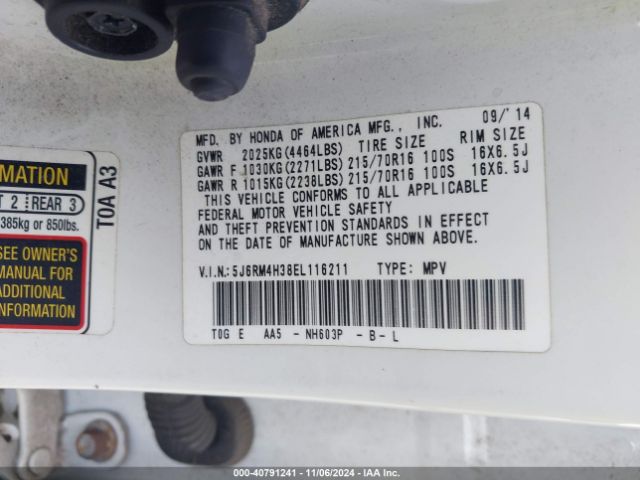 MFD. BY HONDA OF AMERICA MFG., INC. 09/'14
GVWR 2025KG(4464LBS) TIRE SIZE RIM SIZE
GAWR F 1030KG(2271LBS) 215/70R16 100S 16X6.5J
GAWR R 1015KG(2238LBS) 215/70R16 100S 16X6.5J
THIS VEHICLE CONFORMS TO ALL APPLICABLE
FEDERAL MOTOR VEHICLE SAFETY
AND THEFT PREVENTION STANDARDS IN EFFECT
ON THE DATE OF MANUFACTURE SHOWN ABOVE.
V.I.N.:5J6RM4H38EL116211 TYPE: MPV
T0G E AA5 - NH603P - B - L
RMATION
T 2 REAR 3
385kg or 850lbs.
SEE OWNER'S
MANUAL FOR
ADDITIONAL
INFORMATION
T0A A3
000-40791241 - 11/06/2024 - IAA Inc.